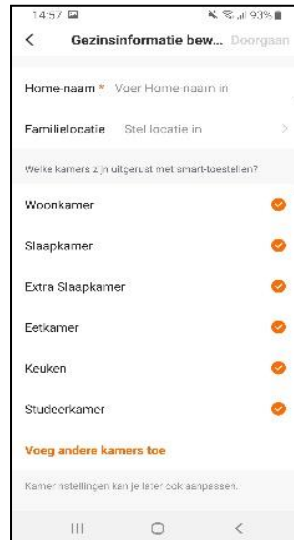 14:57 93%
Gezinsinformatie bew... Doorgaan
Home-naam * Voer Home-naam in
Familielocatie Stel locatie in
Welke kamers zijn uitgerust met smart-toestellen?
Woonkamer
Slaapkamer
Extra Slaapkamer
Eetkamer
Keuken
Studeerkamer
Voeg andere kamers toe
Kamerinstellingen kan je later ook aanpassen.